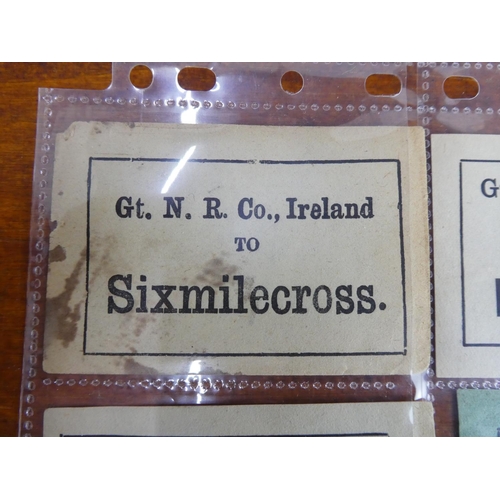 Gt. N. R. Co., Ireland
TO
Sixmilecross.
G